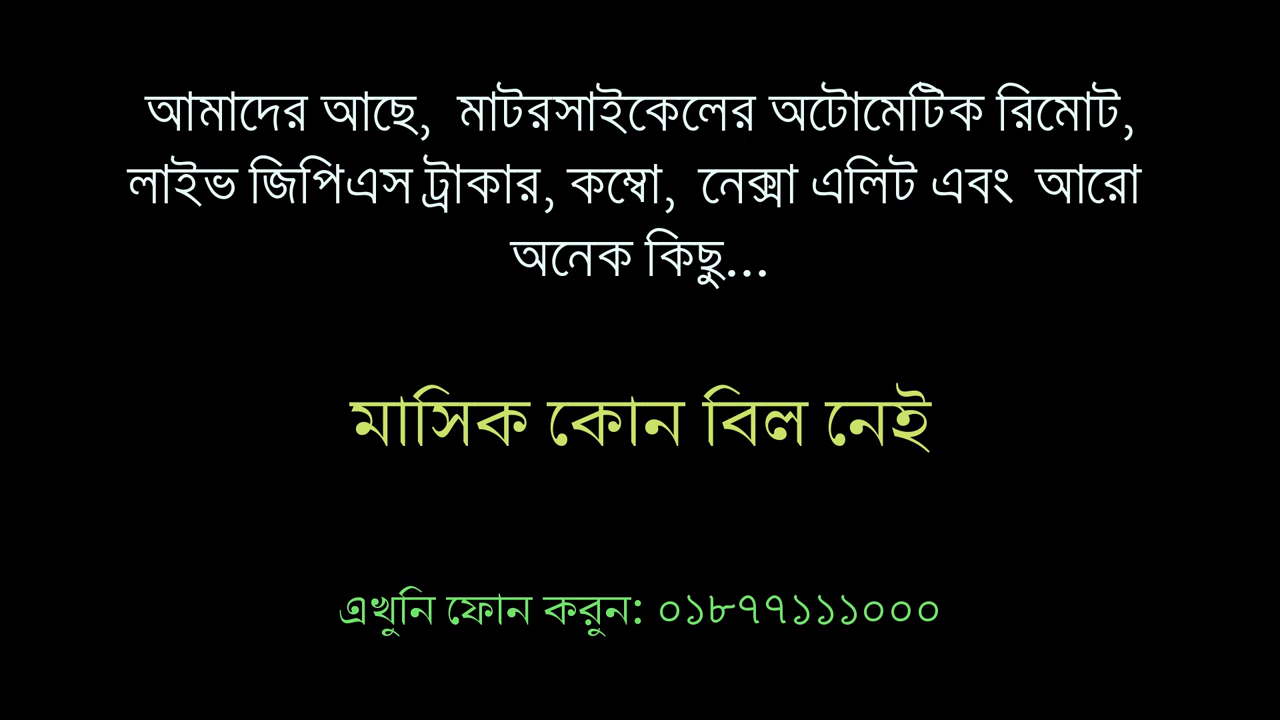 আমাদের আছে, মাটরসাইকেলের অটোমেটিক রিমোট,
লাইভ জিপিএস ট্রাকার, কম্বো, নেক্সা এলিট এবং আরো
অনেক কিছু...
মাসিক কোন বিল নেই
এখুনি ফোন করুন: ০১৮৭৭১১১০০০